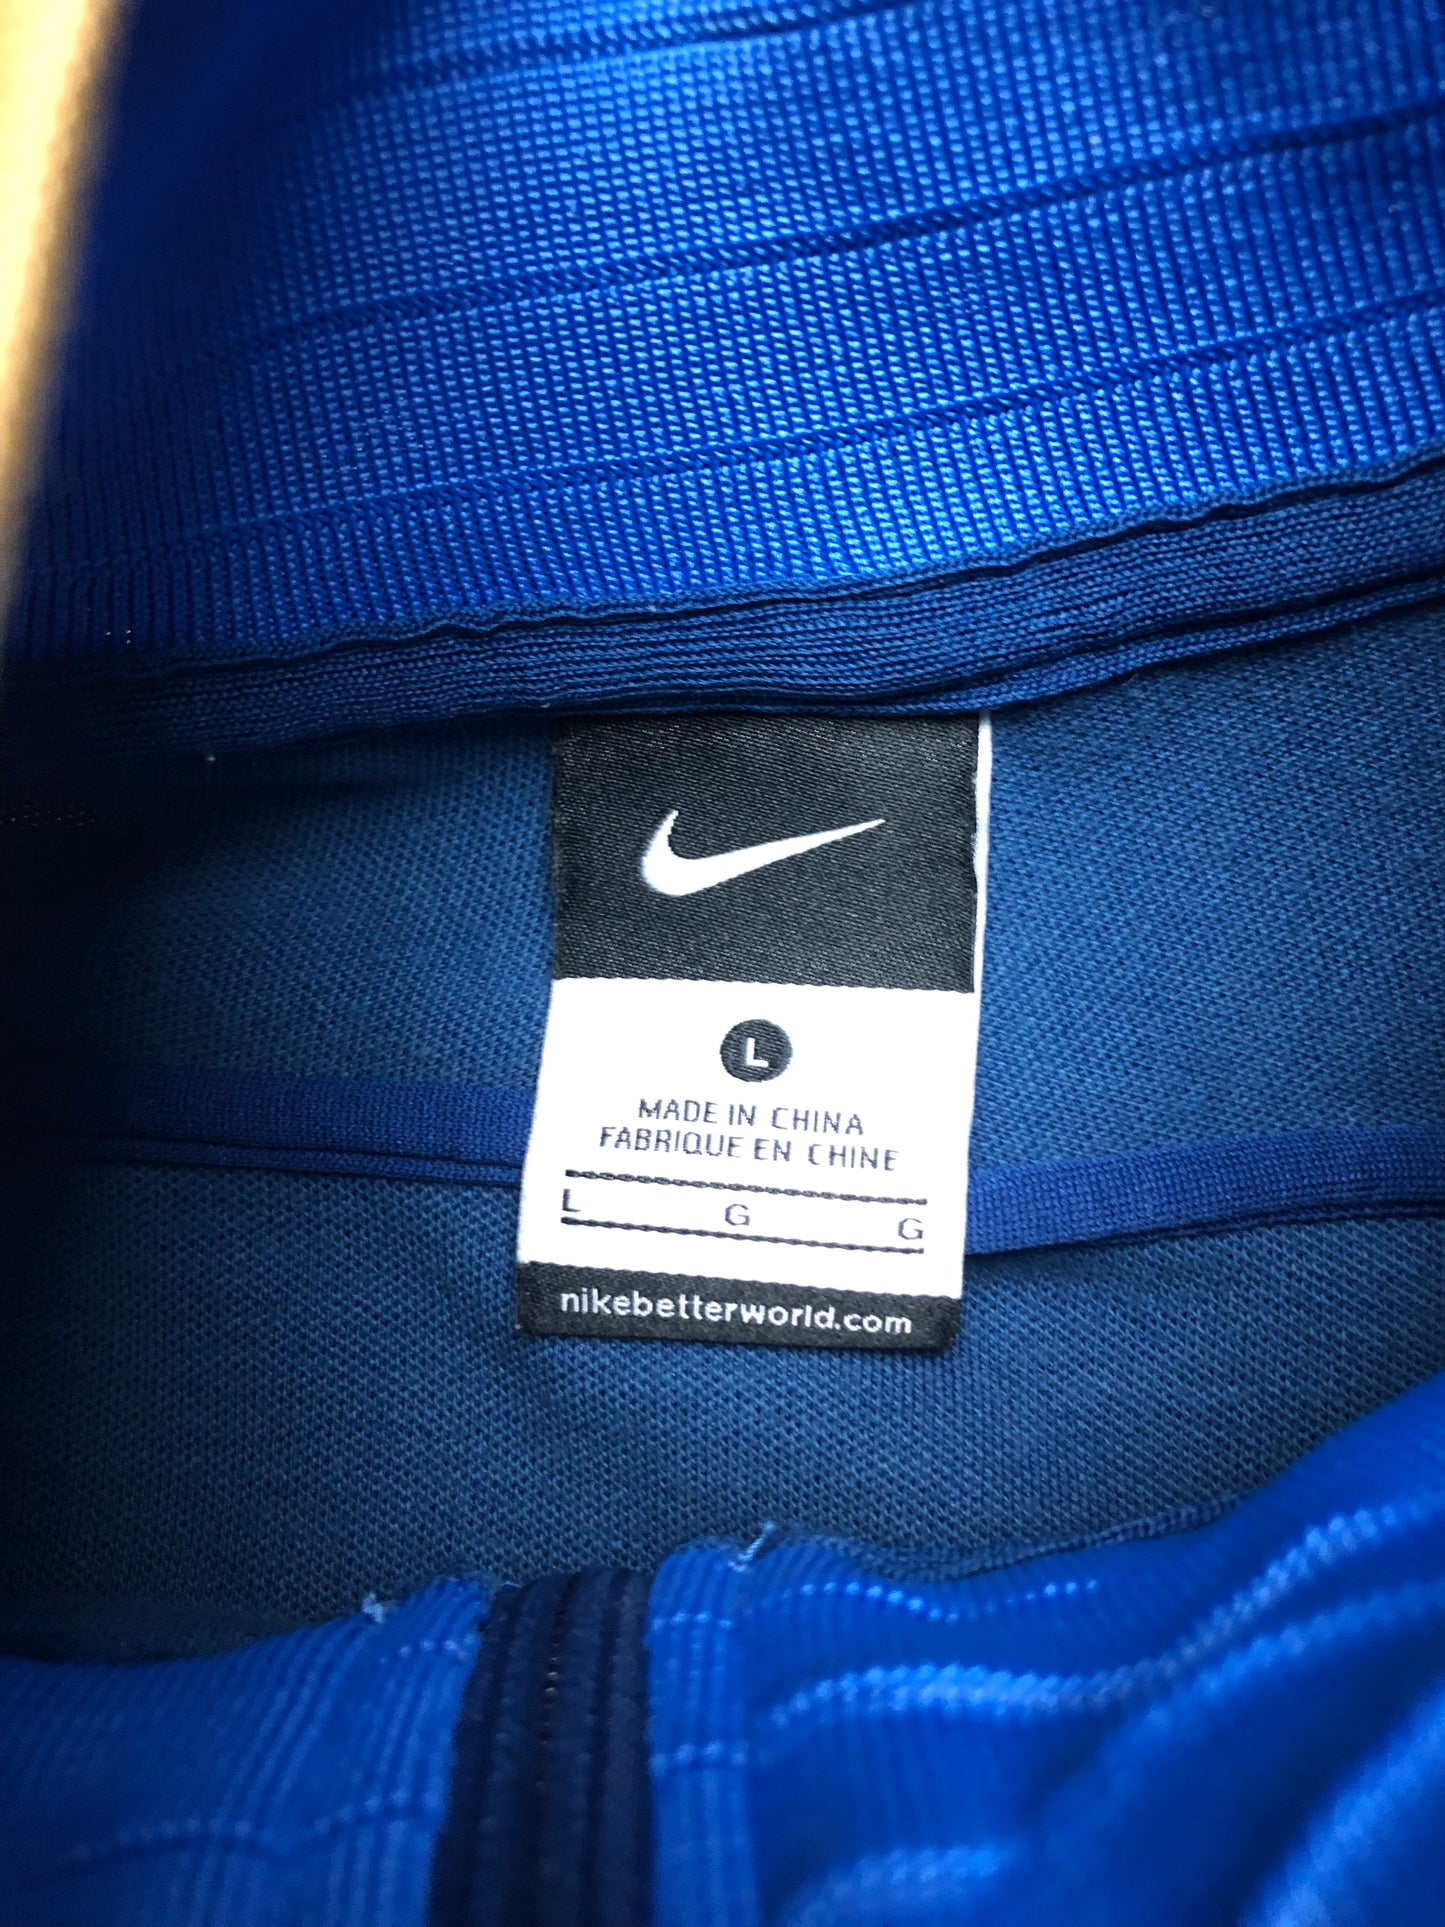 L
MADE IN CHINA
FABRIQUE EN CHINE
L G G
nikebetterworld.com